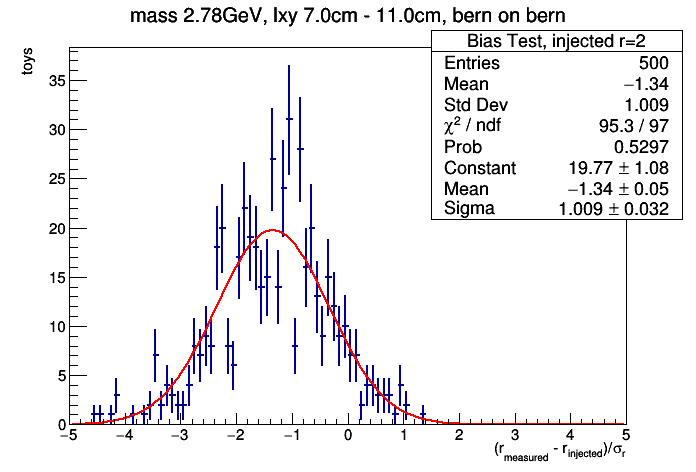 mass 2.78GeV, lxy 7.0cm - 11.0cm, bern on bern
Bias Test, injected r=2
Entries 500
Mean −1.34
Std Dev 1.009
χ² / ndf 95.3 / 97
Prob 0.5297
Constant 19.77 ± 1.08
Mean −1.34 ± 0.05
Sigma 1.009 ± 0.032
toys
35
30
25
20
15
10
5
0
−5 −4 −3 −2 −1 0 1 2 3 4 5
(r_measured - r_injected)/σ_r